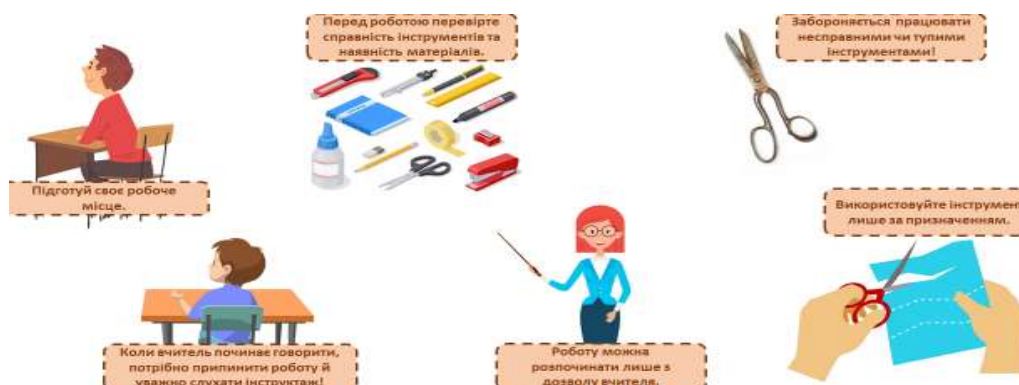 Перед роботою перевірте
справність інструментів та
наявність матеріалів.
Забороняється працювати
несправними чи тупими
інструментами!
Підготуй своє робоче
місце.
Використовуйте інструмен
лише за призначенням.
Коли вчитель починає говорити,
потрібно припинити роботу й
уважно слухати інструктаж!
Роботу можна
розпочинати лише з
дозволу вчителя.